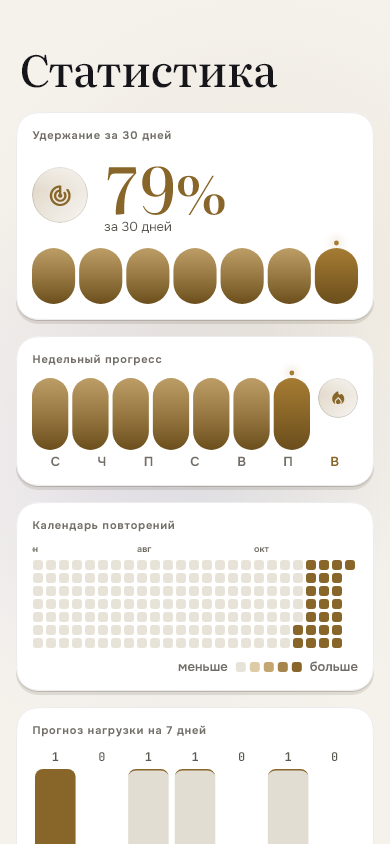 Статистика
Удержание за 30 дней
79%
за 30 дней
Недельный прогресс
С Ч П С В П В
Календарь повторений
н авг окт
меньше больше
Прогноз нагрузки на 7 дней
1 0 1 1 0 1 0